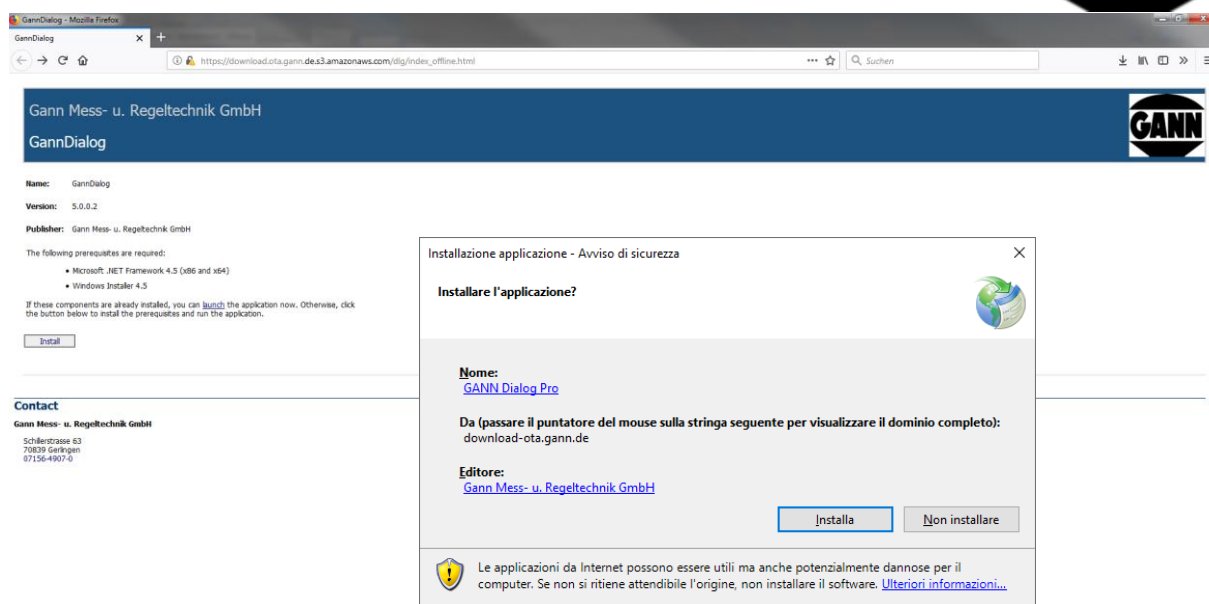 GannDialog - Mozilla Firefox
GannDialog
https://download.ota.gann.de.s3.amazonaws.com/dig/index_offline.html
Suchen
Gann Mess- u. Regeltechnik GmbH
GannDialog
GANN
Name: GannDialog
Version: 5.0.0.2
Publisher: Gann Mess- u. Regeltechnik GmbH
The following prerequisites are required:
• Microsoft .NET Framework 4.5 (x86 and x64)
• Windows Installer 4.5
If these components are already installed, you can launch the application now. Otherwise, click
the button below to install the prerequisites and run the application.
Install
Contact
Gann Mess- u. Regeltechnik GmbH
Schillerstrasse 63
70839 Gerlingen
07156-4907-0
Installazione applicazione - Avviso di sicurezza
Installare l'applicazione?
Nome:
GANN Dialog Pro
Da (passare il puntatore del mouse sulla stringa seguente per visualizzare il dominio completo):
download-ota.gann.de
Editore:
Gann Mess- u. Regeltechnik GmbH
Installa
Non installare
Le applicazioni da Internet possono essere utili ma anche potenzialmente dannose per il
computer. Se non si ritiene attendibile l'origine, non installare il software. Ulteriori informazioni...